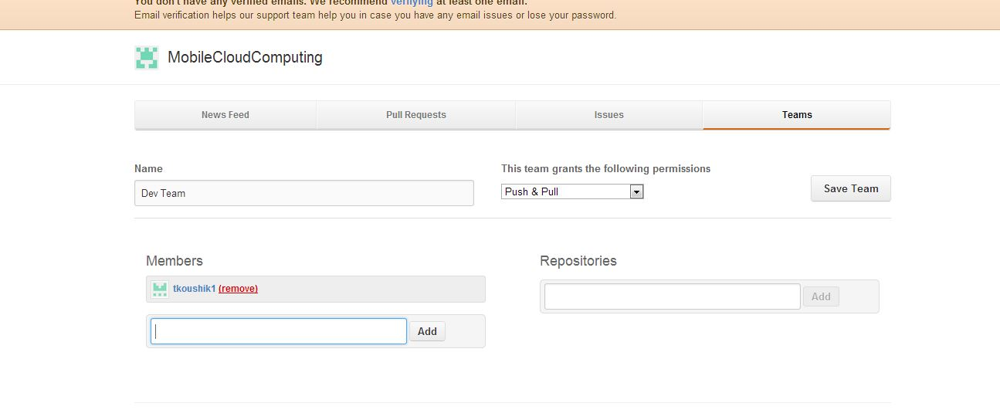 You don't have any verified emails. We recommend verifying at least one email.
Email verification helps our support team help you in case you have any email issues or lose your password.
MobileCloudComputing
News Feed
Pull Requests
Issues
Teams
Name
This team grants the following permissions
Dev Team
Push & Pull
Save Team
Members
Repositories
tkoushik1 (remove)
Add
Add